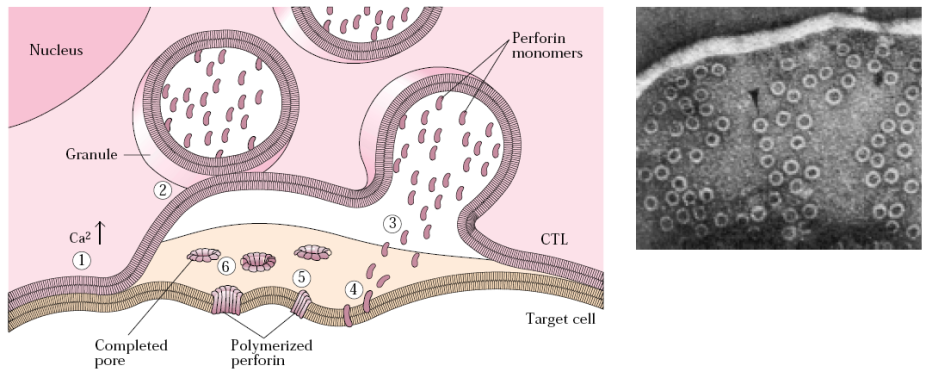 Nucleus
Perforin
monomers
Granule
2
3
Ca2 ↑
1
CTL
6
5
4
Target cell
Completed
pore
Polymerized
perforin